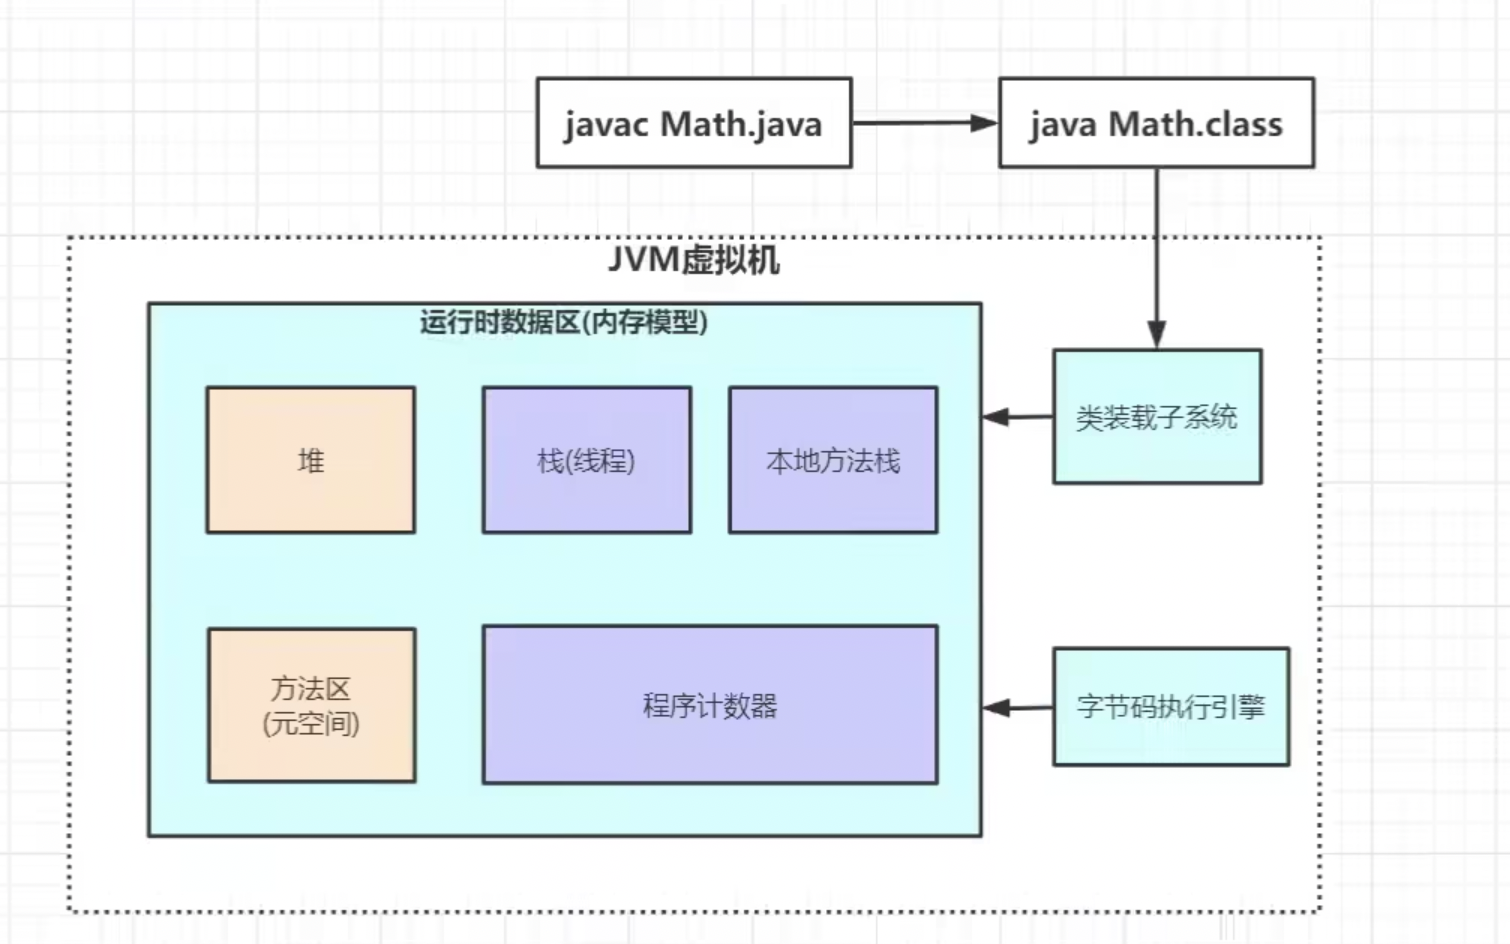 javac Math.java
java Math.class
JVM虚拟机
运行时数据区(内存模型)
堆
栈(线程)
本地方法栈
类装载子系统
方法区
(元空间)
程序计数器
字节码执行引擎